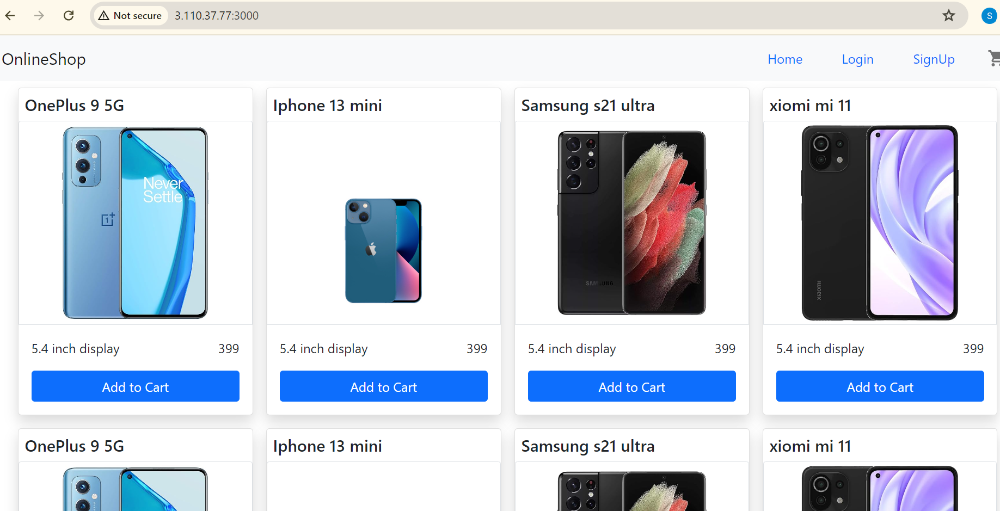 Not secure 3.110.37.77:3000
S
OnlineShop Home Login SignUp
OnePlus 9 5G Iphone 13 mini Samsung s21 ultra xiomi mi 11
Never
Settle
1
SAMSUNG
xiaomi
5.4 inch display 399 5.4 inch display 399 5.4 inch display 399 5.4 inch display 399
Add to Cart Add to Cart Add to Cart Add to Cart
OnePlus 9 5G Iphone 13 mini Samsung s21 ultra xiomi mi 11